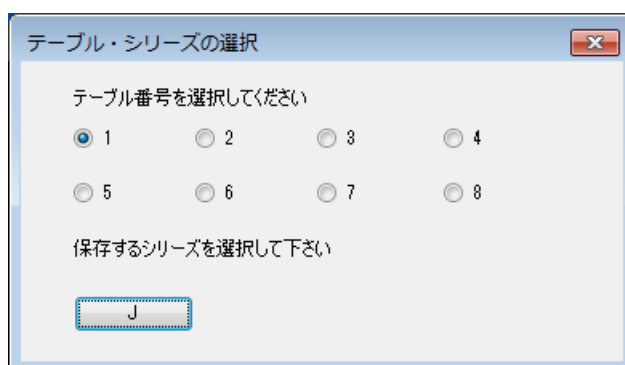 テーブル・シリーズの選択
テーブル番号を選択してください
1 2 3 4
5 6 7 8
保存するシリーズを選択して下さい
J